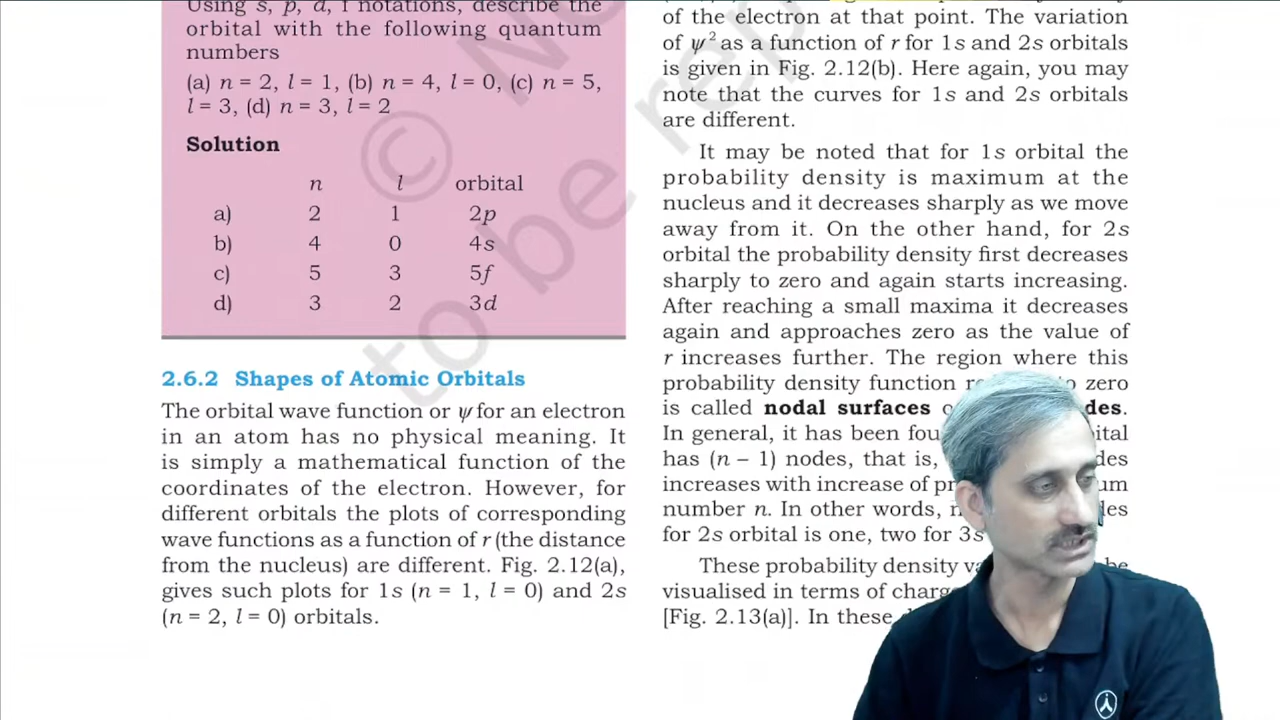 Using s, p, d, f notations, describe the
orbital with the following quantum
numbers
(a) n = 2, l = 1, (b) n = 4, l = 0, (c) n = 5,
l = 3, (d) n = 3, l = 2
Solution
n l orbital
a) 2 1 2p
b) 4 0 4s
c) 5 3 5f
d) 3 2 3d
2.6.2 Shapes of Atomic Orbitals
The orbital wave function or ψ for an electron
in an atom has no physical meaning. It
is simply a mathematical function of the
coordinates of the electron. However, for
different orbitals the plots of corresponding
wave functions as a function of r (the distance
from the nucleus) are different. Fig. 2.12(a),
gives such plots for 1s (n = 1, l = 0) and 2s
(n = 2, l = 0) orbitals.
of the electron at that point. The variation
of ψ² as a function of r for 1s and 2s orbitals
is given in Fig. 2.12(b). Here again, you may
note that the curves for 1s and 2s orbitals
are different.
It may be noted that for 1s orbital the
probability density is maximum at the
nucleus and it decreases sharply as we move
away from it. On the other hand, for 2s
orbital the probability density first decreases
sharply to zero and again starts increasing.
After reaching a small maxima it decreases
again and approaches zero as the value of
r increases further. The region where this
probability density function zero
is called nodal surfaces
In general, it has been
has (n – 1) nodes, that is,
increases with increase of
number n. In other words,
for 2s orbital is one, two for 3s
These probability density be
visualised in terms of
[Fig. 2.13(a)]. In these
© to be